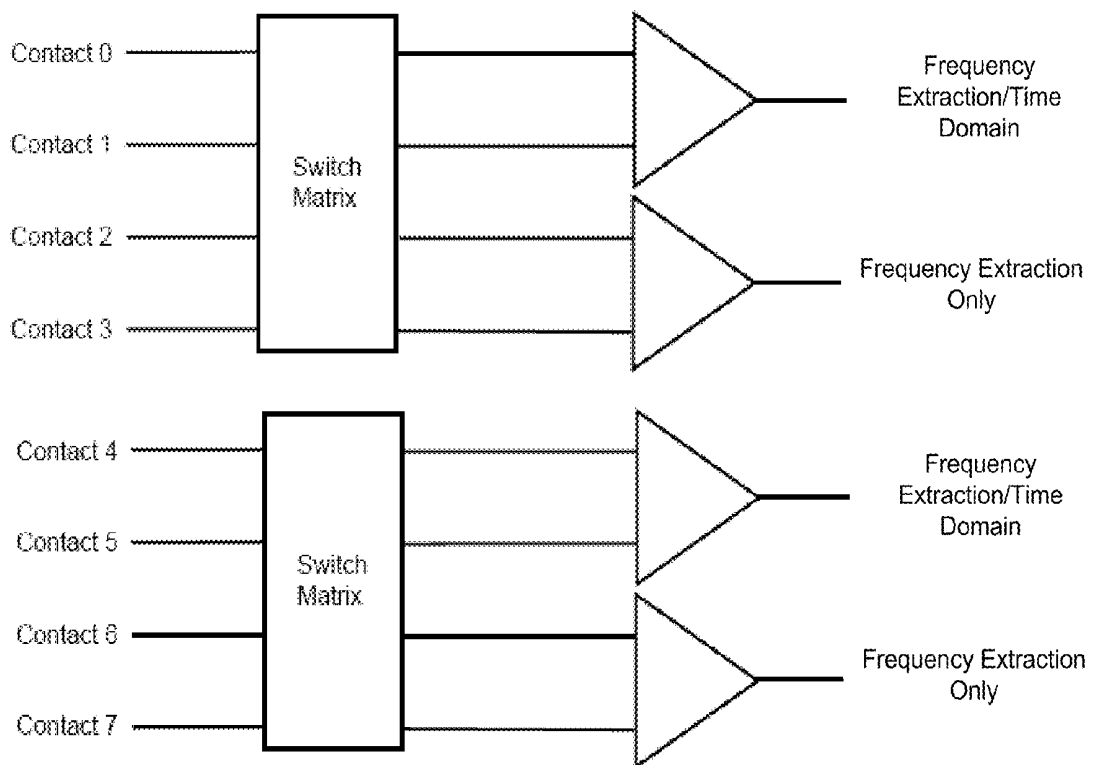 Contact 0
Contact 1
Contact 2
Contact 3
Switch
Matrix
Frequency
Extraction/Time
Domain
Frequency Extraction
Only
Contact 4
Contact 5
Contact 6
Contact 7
Switch
Matrix
Frequency
Extraction/Time
Domain
Frequency Extraction
Only